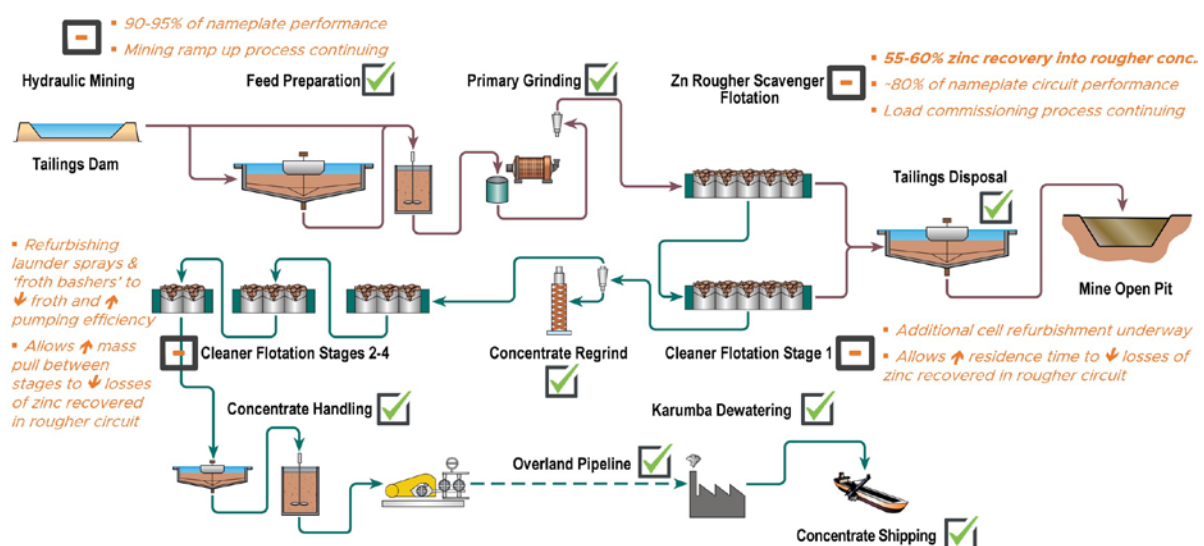 ▪ 90-95% of nameplate performance
▪ Mining ramp up process continuing
Hydraulic Mining
Feed Preparation
Primary Grinding
Zn Rougher Scavenger
Flotation
▪ 55-60% zinc recovery into rougher conc..
▪ ~80% of nameplate circuit performance
▪ Load commissioning process continuing
Tailings Dam
Tailings Disposal
Mine Open Pit
▪ Refurbishing
launder sprays &
'froth bashers' to
↓ froth and ↑
pumping efficiency
▪ Allows ↑ mass
pull between
stages to ↓ losses
of zinc recovered
in rougher circuit
Cleaner Flotation Stages 2-4
Concentrate Regrind
Cleaner Flotation Stage 1
▪ Additional cell refurbishment underway
▪ Allows ↑ residence time to ↓ losses of
zinc recovered in rougher circuit
Concentrate Handling
Overland Pipeline
Karumba Dewatering
Concentrate Shipping